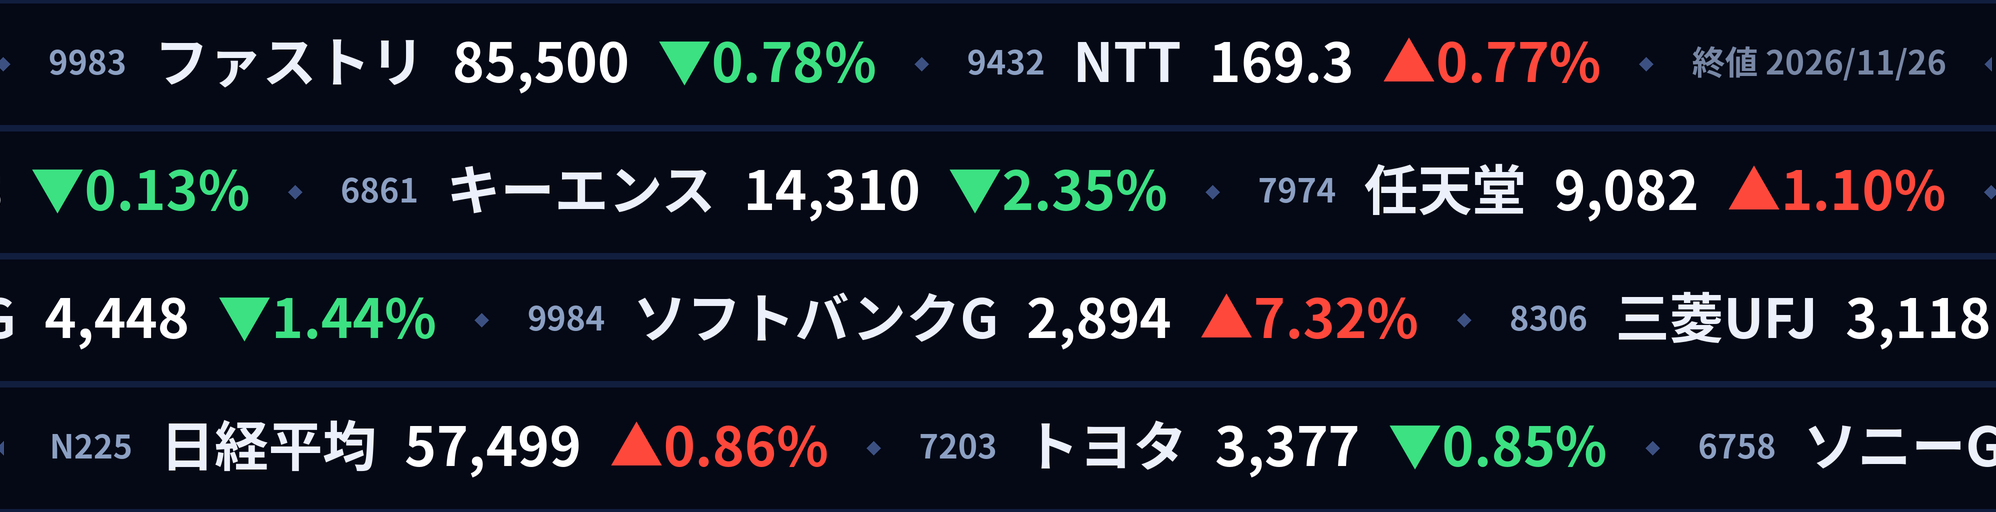 ◆ 9983 ファストリ 85,500 ▼0.78% ◆ 9432 NTT 169.3 ▲0.77% ◆ 終値 2026/11/26
▼0.13% ◆ 6861 キーエンス 14,310 ▼2.35% ◆ 7974 任天堂 9,082 ▲1.10% ◆
G 4,448 ▼1.44% ◆ 9984 ソフトバンクG 2,894 ▲7.32% ◆ 8306 三菱UFJ 3,118
◆ N225 日経平均 57,499 ▲0.86% ◆ 7203 トヨタ 3,377 ▼0.85% ◆ 6758 ソニーG